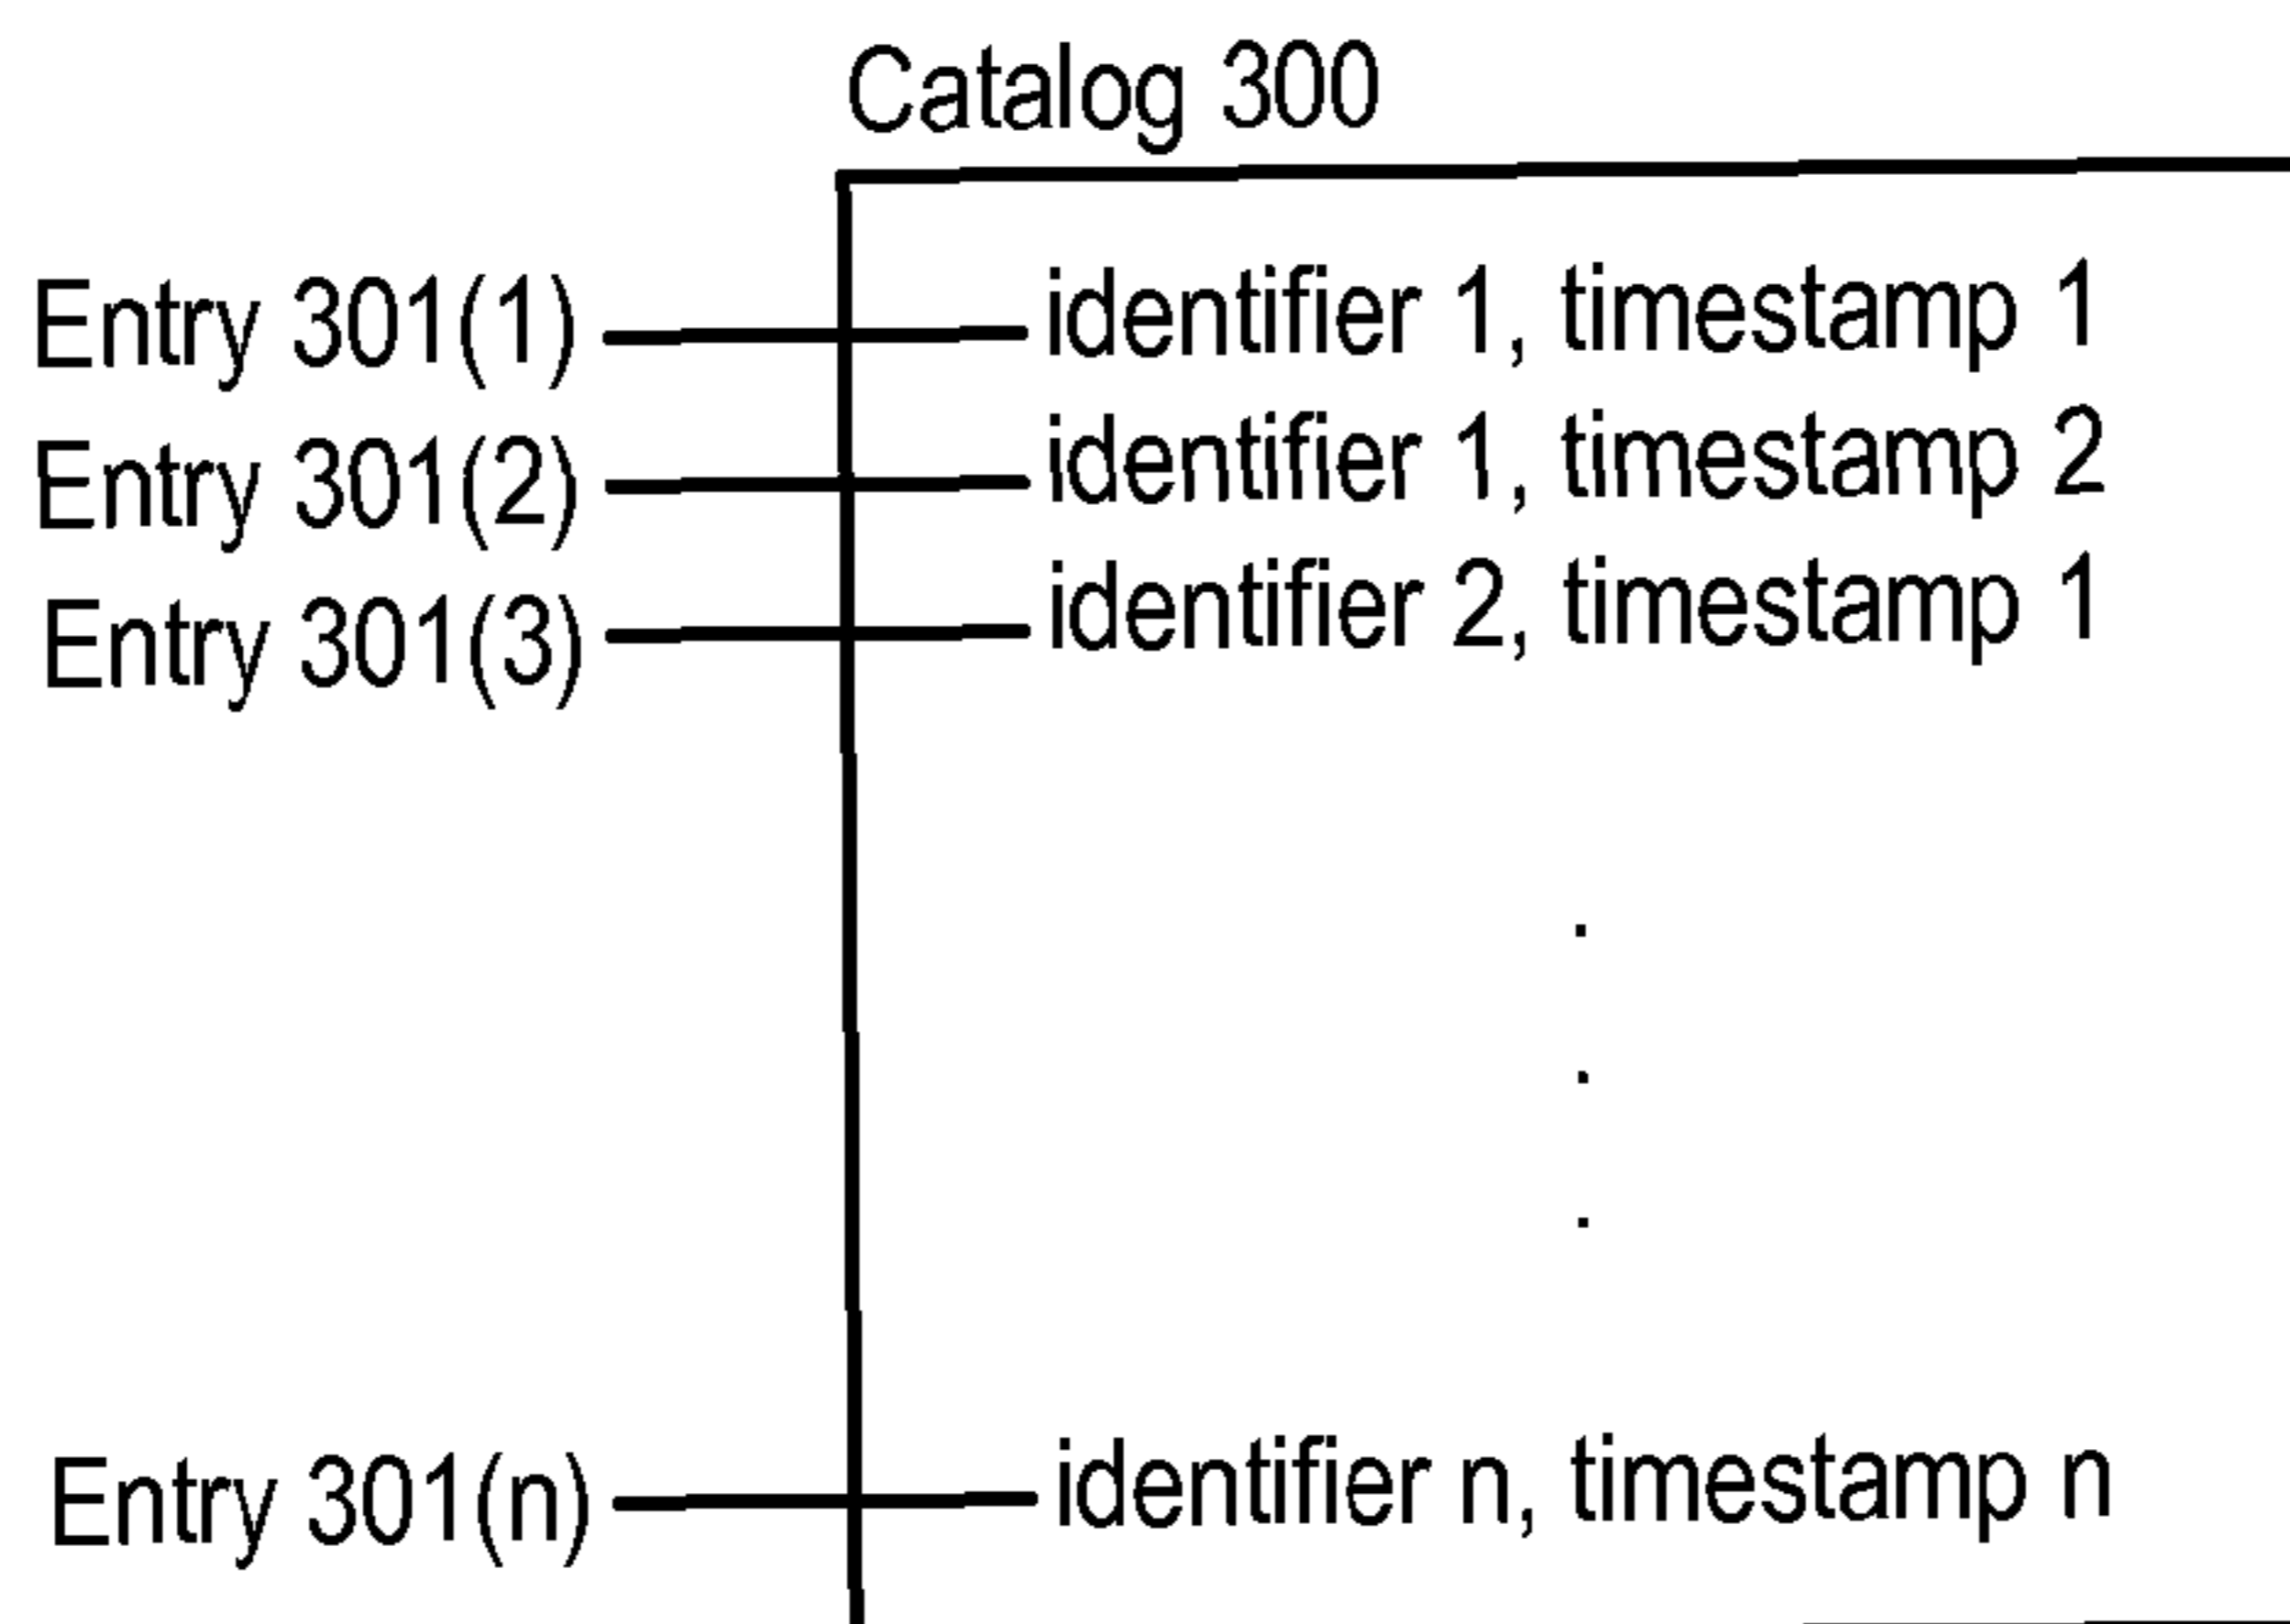 Catalog 300
Entry 301(1) identifier 1, timestamp 1
Entry 301(2) identifier 1, timestamp 2
Entry 301(3) identifier 2, timestamp 1
.
.
.
Entry 301(n) identifier n, timestamp n